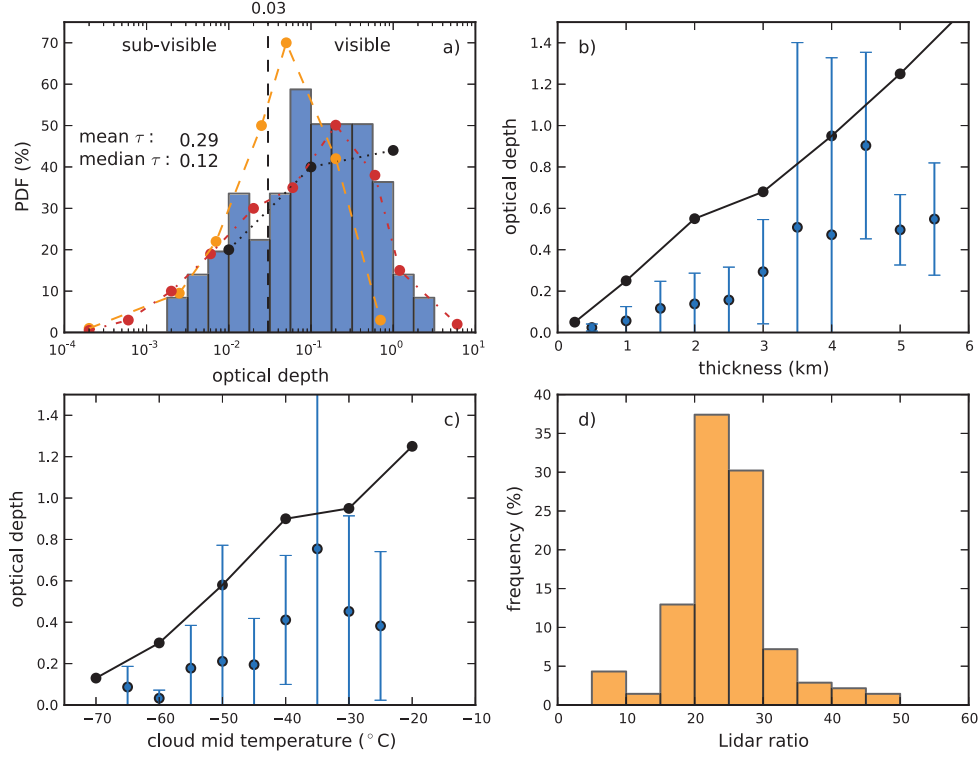 0.03
70
60
50
40
30
20
10
0
PDF (%)
sub-visible
visible
a)
mean τ : 0.29
median τ : 0.12
10⁻⁴ 10⁻³ 10⁻² 10⁻¹ 10⁰ 10¹
optical depth
1.4
1.2
1.0
0.8
0.6
0.4
0.2
0.0
optical depth
b)
0 1 2 3 4 5 6
thickness (km)
1.4
1.2
1.0
0.8
0.6
0.4
0.2
0.0
optical depth
c)
−70 −60 −50 −40 −30 −20 −10
cloud mid temperature (°C)
40
35
30
25
20
15
10
5
0
frequency (%)
d)
0 10 20 30 40 50 60
Lidar ratio